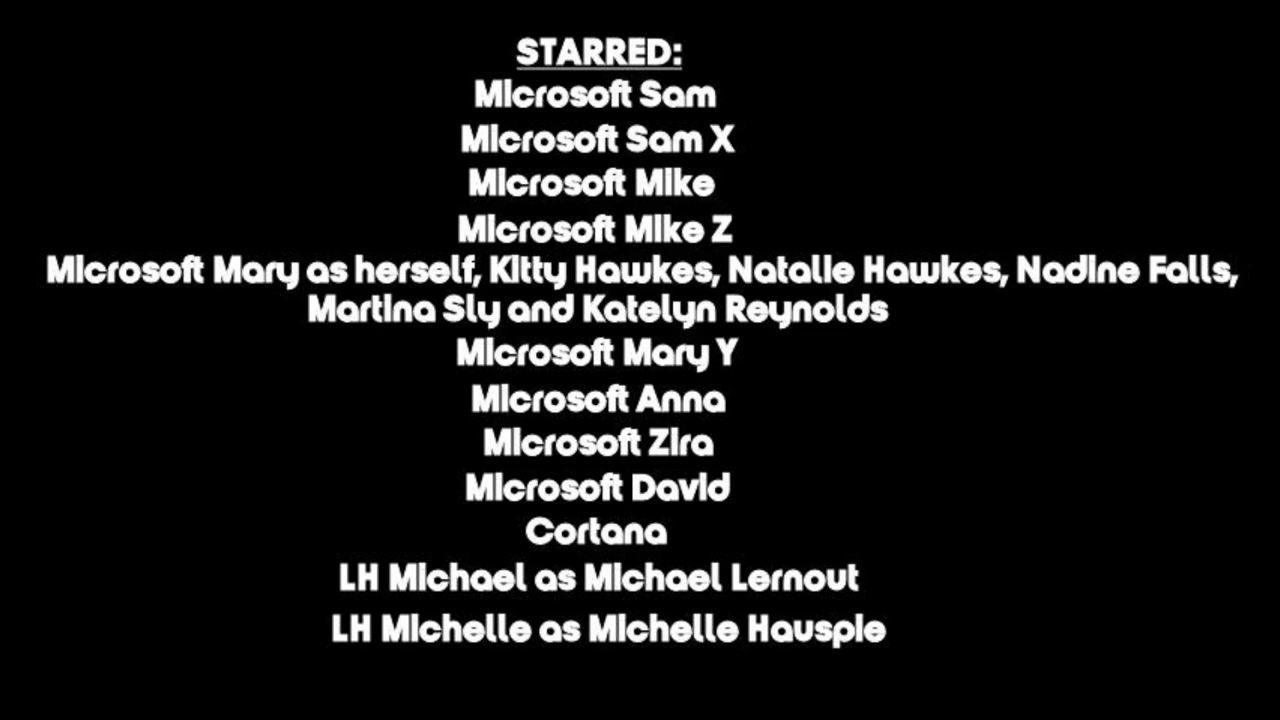 STARRED:
Microsoft Sam
Microsoft Sam X
Microsoft Mike
Microsoft Mike Z
Microsoft Mary as herself, Kitty Hawkes, Natalie Hawkes, Nadine Falls,
Martina Sly and Katelyn Reynolds
Microsoft Mary Y
Microsoft Anna
Microsoft Zira
Microsoft David
Cortana
LH Michael as Michael Lernout
LH Michelle as Michelle Hauspie